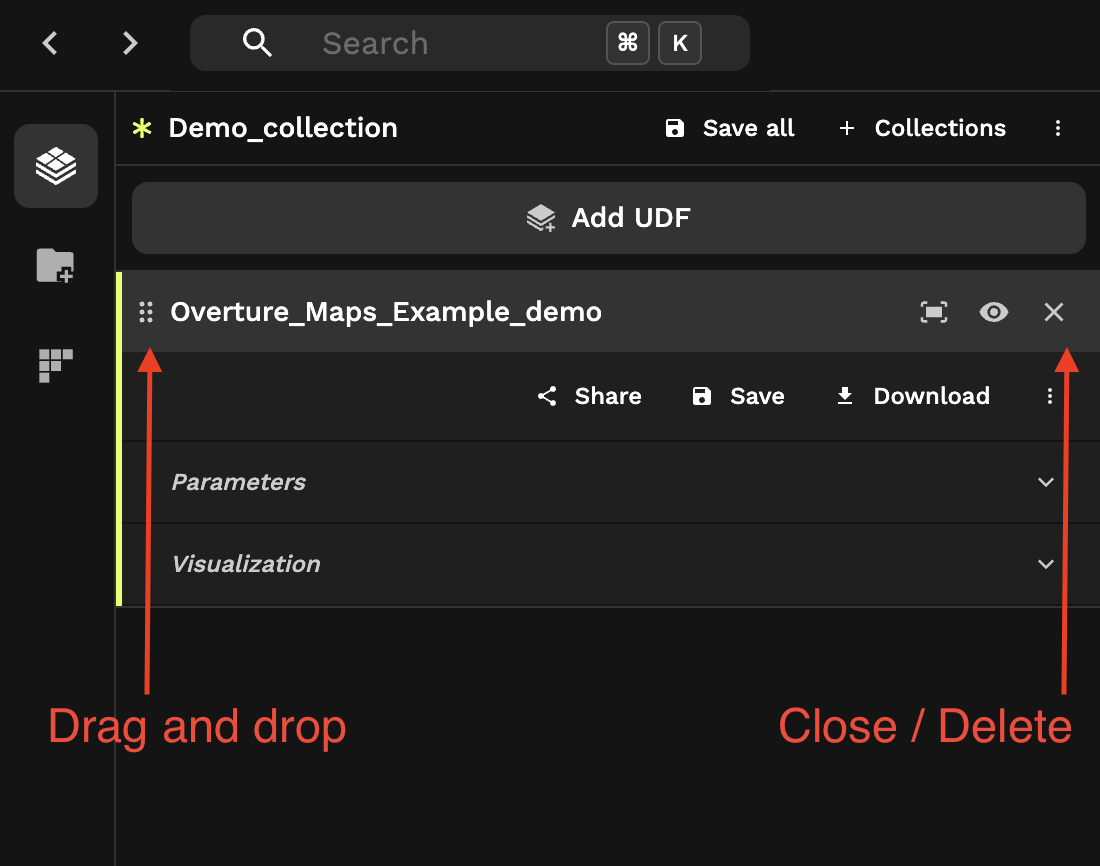 Search ⌘ K
* Demo_collection Save all + Collections
Add UDF
Overture_Maps_Example_demo
Share Save Download
Parameters
Visualization
Drag and drop Close / Delete